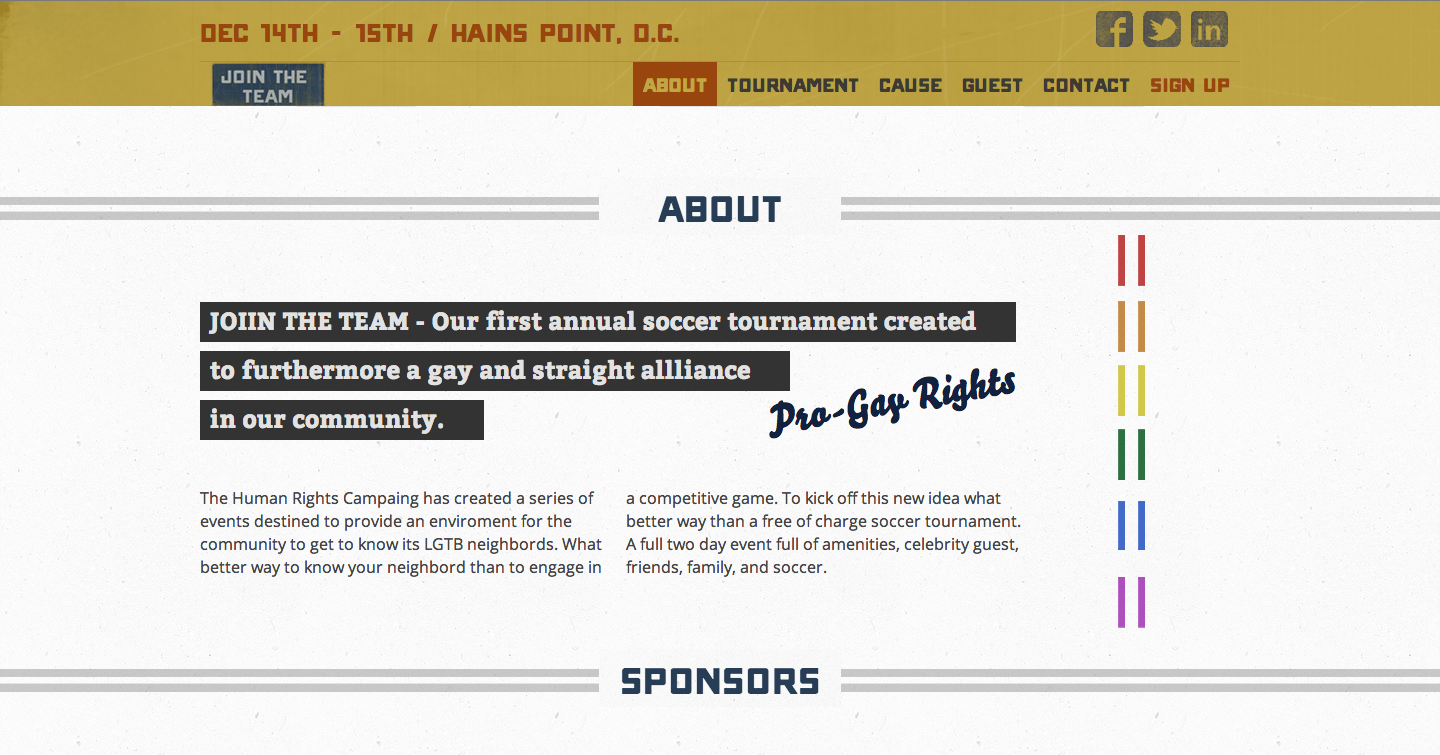 DEC 14TH - 15TH / HAINS POINT, D.C.
f
in
JOIN THE
TEAM
ABOUT TOURNAMENT CAUSE GUEST CONTACT SIGN UP
ABOUT
JOIIN THE TEAM - Our first annual soccer tournament created
to furthermore a gay and straight allliance
in our community.
Pro-Gay Rights
The Human Rights Campaing has created a series of
events destined to provide an enviroment for the
community to get to know its LGTB neighbords. What
better way to know your neighbord than to engage in
a competitive game. To kick off this new idea what
better way than a free of charge soccer tournament.
A full two day event full of amenities, celebrity guest,
friends, family, and soccer.
SPONSORS